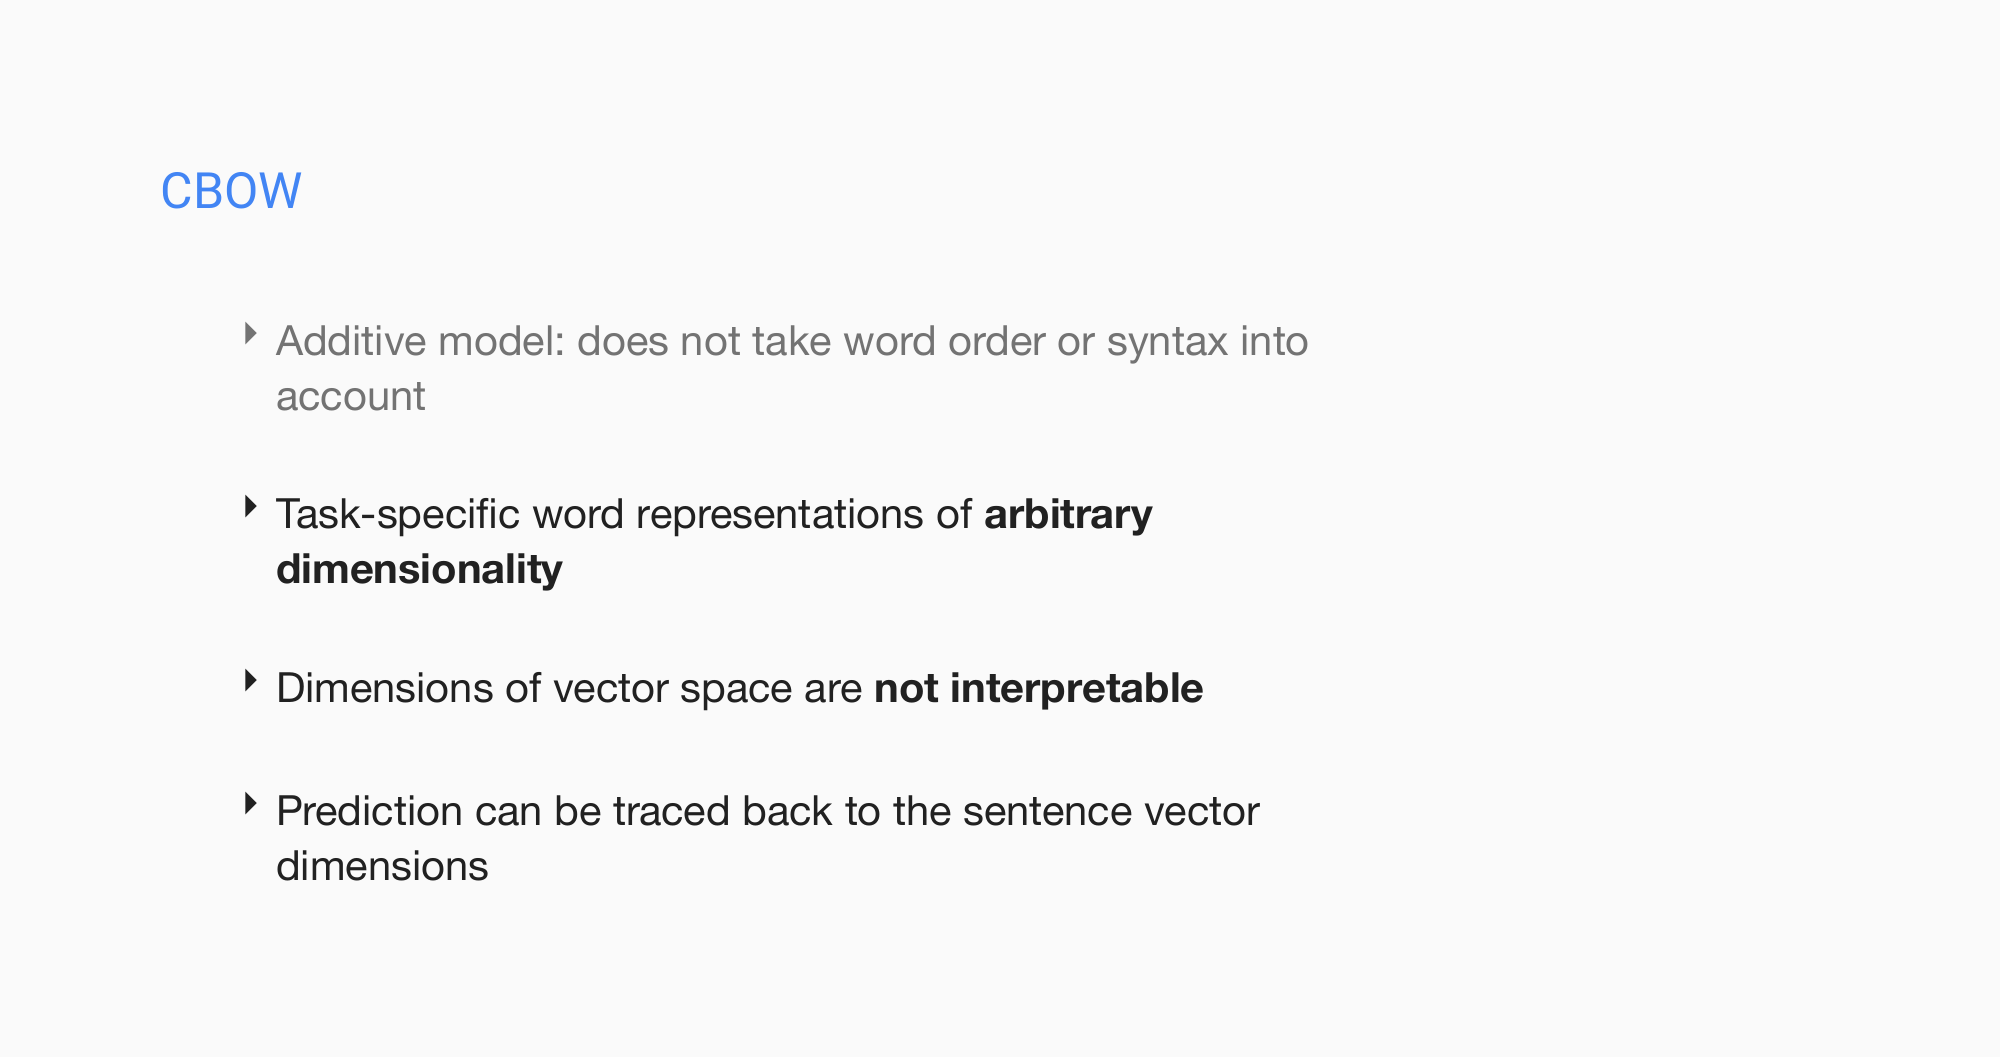 CBOW
Additive model: does not take word order or syntax into
account
Task-specific word representations of arbitrary
dimensionality
Dimensions of vector space are not interpretable
Prediction can be traced back to the sentence vector
dimensions